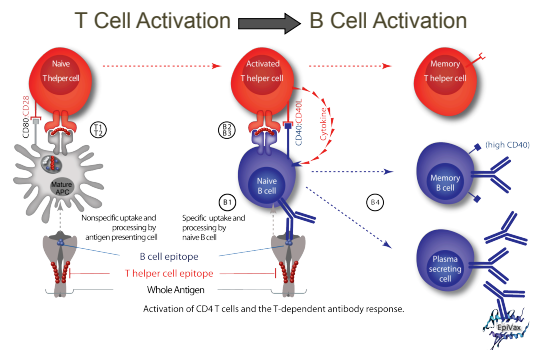 T Cell Activation B Cell Activation
Naive
T helper cell
Activated
T helper cell
Memory
T helper cell
CD80:CD28
T1
T2
B2
B3
CD40:CD40L
Cytokine
(high CD40)
Mature
APC
Naive
B cell
Memory
B cell
B1
B4
Nonspecific uptake and
processing by
antigen presenting cell
Specific uptake and
processing by
naive B cell
B cell epitope
T helper cell epitope
Whole Antigen
Plasma
secreting
cell
Activation of CD4 T cells and the T-dependent antibody response.
EpiVax